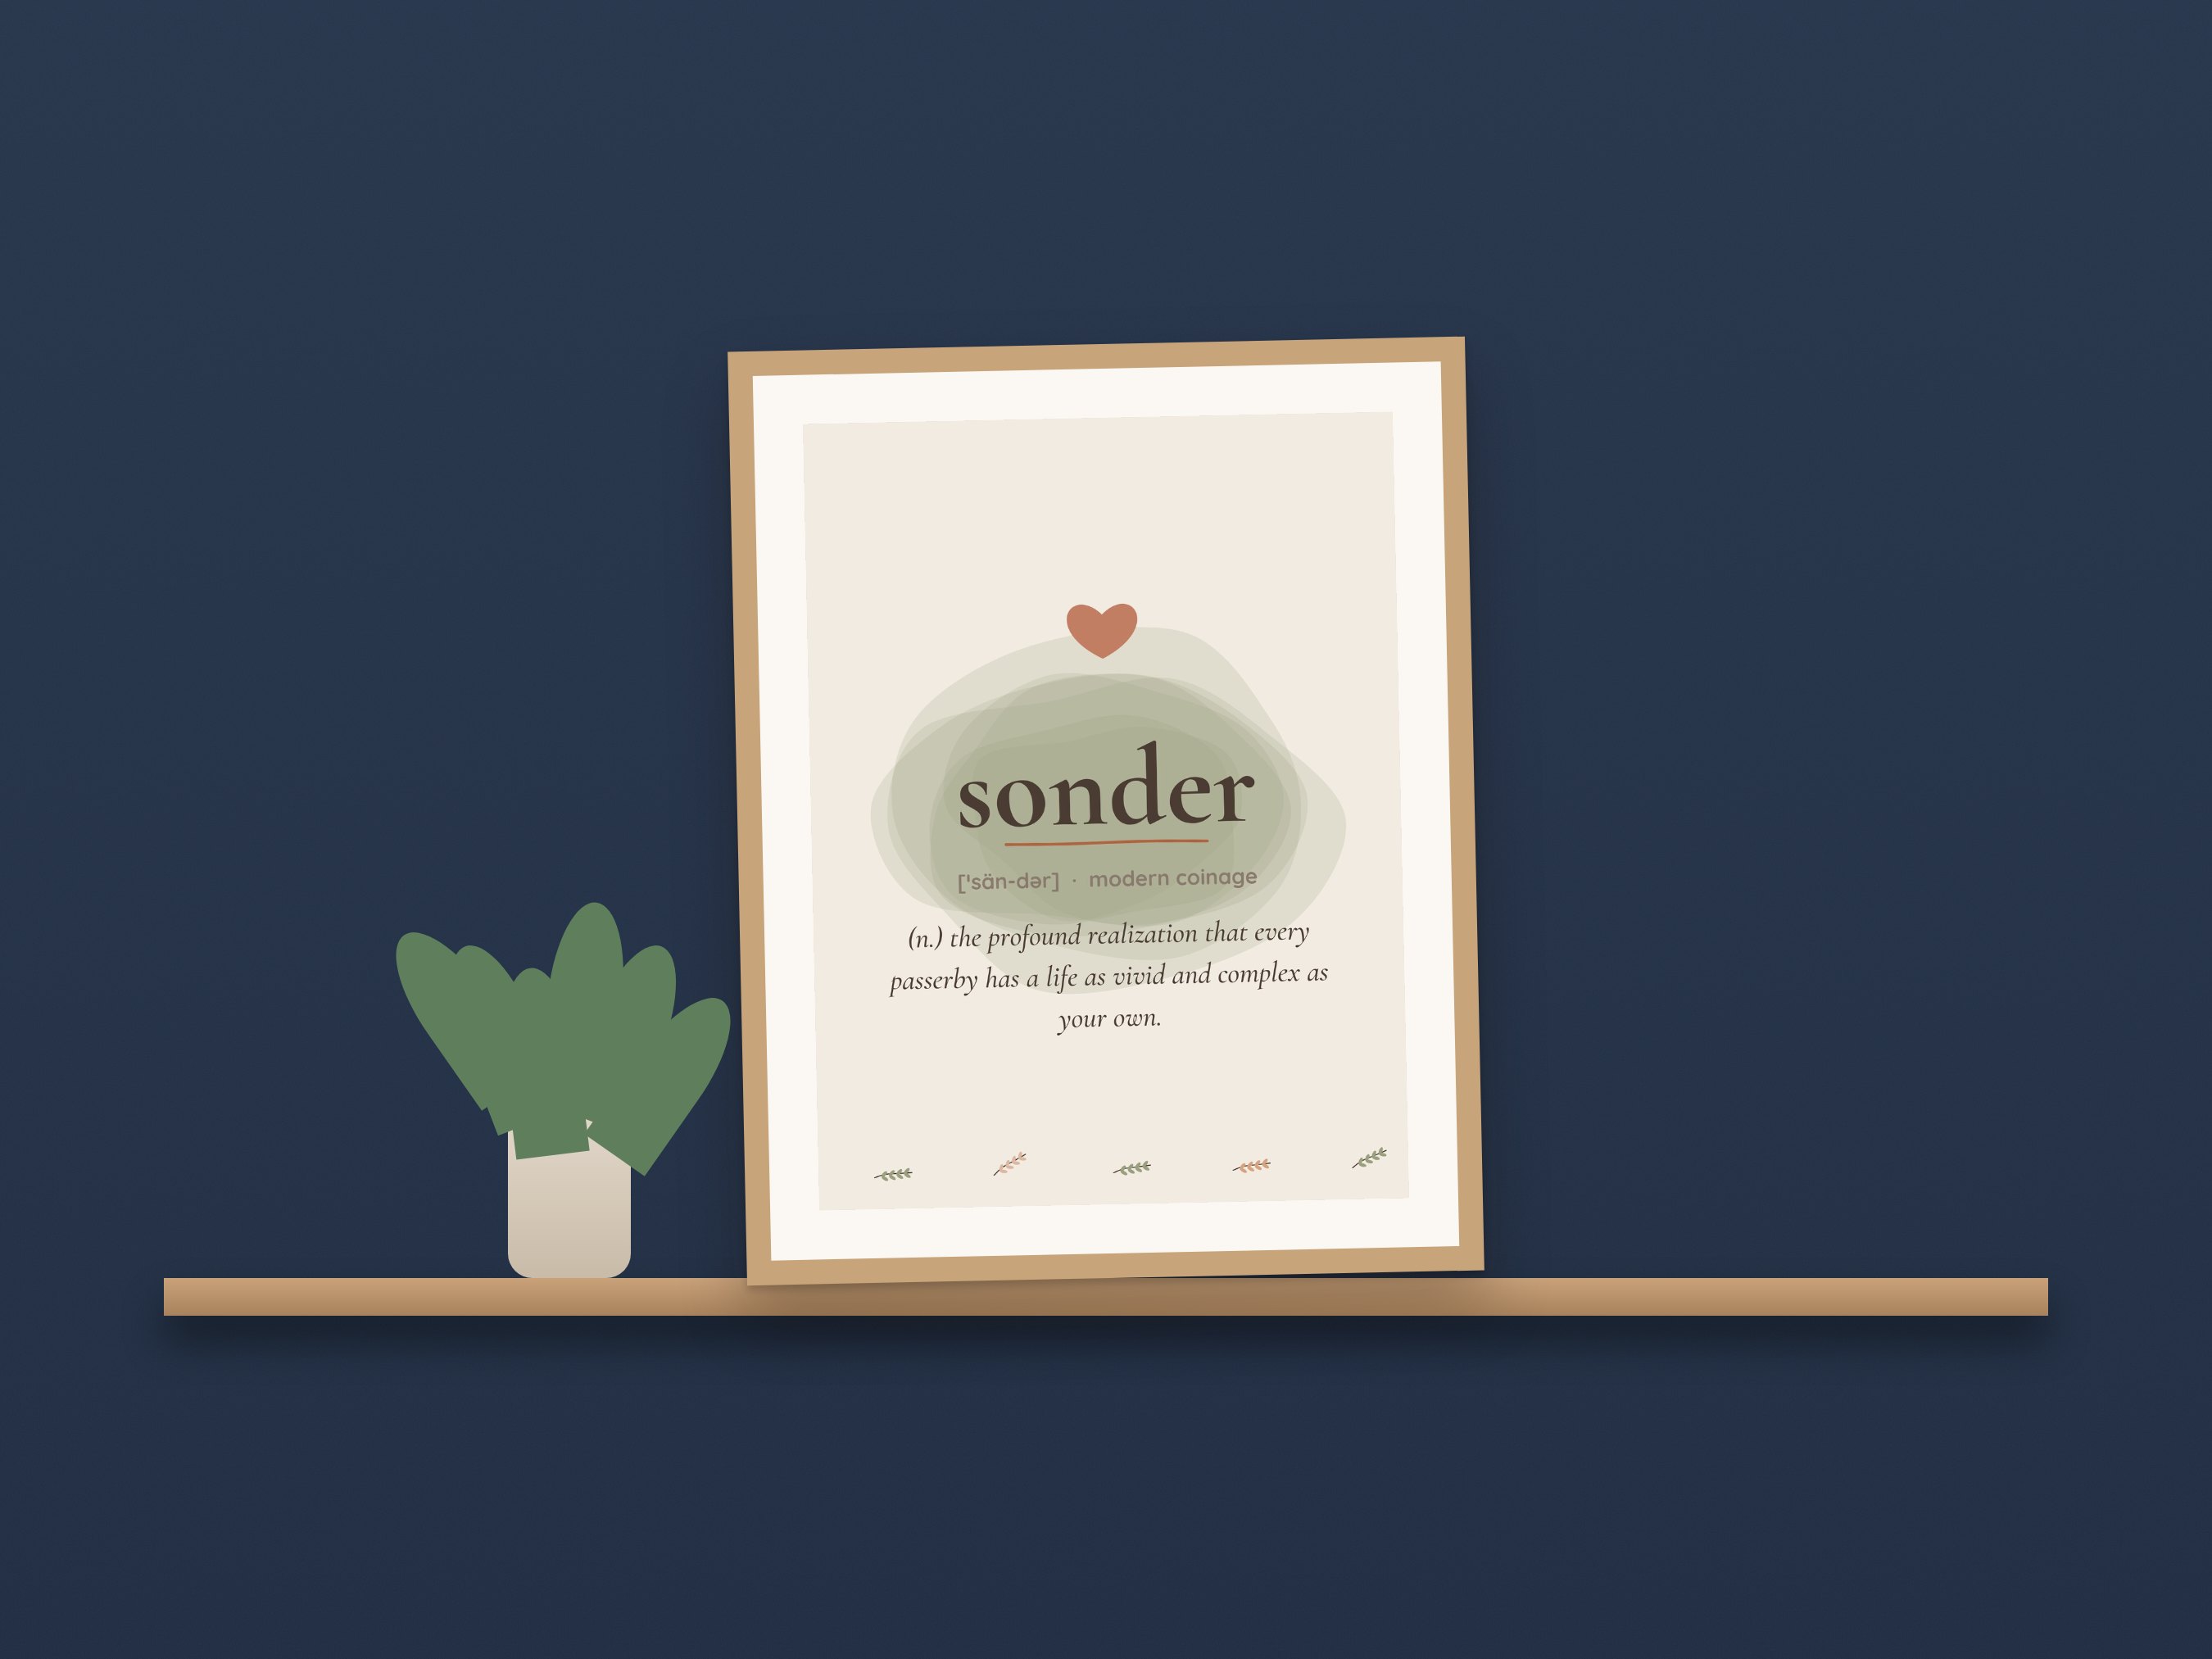 sonder
['sän-dər] · modern coinage
(n.) the profound realization that every
passerby has a life as vivid and complex as
your own.